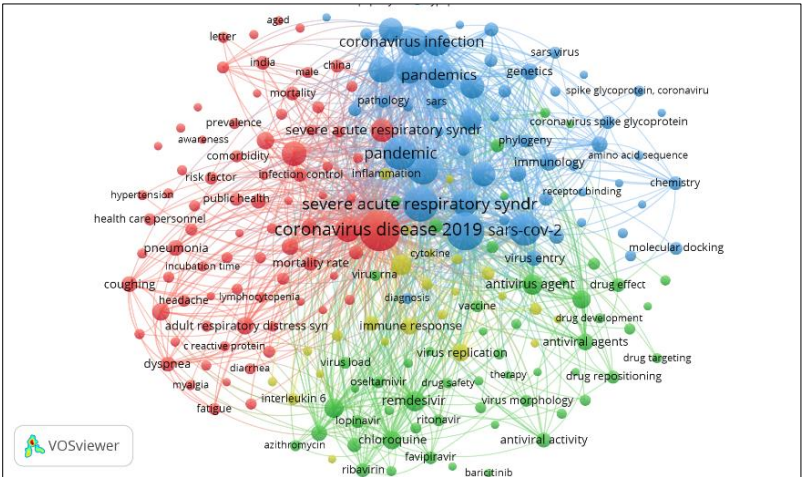 aged
letter
coronavirus infection
india
male
china
pandemics
genetics
sars virus
mortality
pathology
sars
spike glycoprotein, coronaviru
prevalence
severe acute respiratory syndr
coronavirus spike glycoprotein
awareness
phylogeny
comorbidity
pandemic
immunology
amino acid sequence
risk factor
infection control
inflammation
chemistry
hypertension
public health
receptor binding
severe acute respiratory syndr
health care personnel
coronavirus disease 2019
sars-cov-2
pneumonia
molecular docking
incubation time
mortality rate
cytokine
virus entry
virus rna
coughing
antivirus agent
drug effect
headache
lymphocytopenia
diagnosis
vaccine
adult respiratory distress syn
immune response
drug development
c reactive protein
antiviral agents
dyspnea
diarrhea
virus load
virus replication
drug targeting
myalgia
oseltamivir
drug safety
therapy
drug repositioning
fatigue
interleukin 6
remdesivir
virus morphology
lopinavir
ritonavir
azithromycin
chloroquine
antiviral activity
favipiravir
ribavirin
baricitinib
VOSviewer